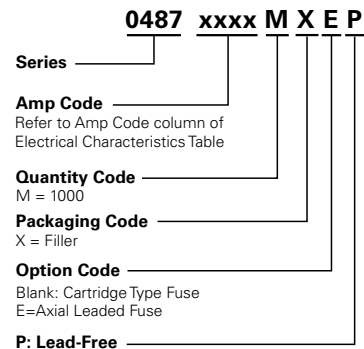 0487 xxxx M X E P
Series
Amp Code
Refer to Amp Code column of
Electrical Characteristics Table
Quantity Code
M = 1000
Packaging Code
X = Filler
Option Code
Blank: Cartridge Type Fuse
E=Axial Leaded Fuse
P: Lead-Free